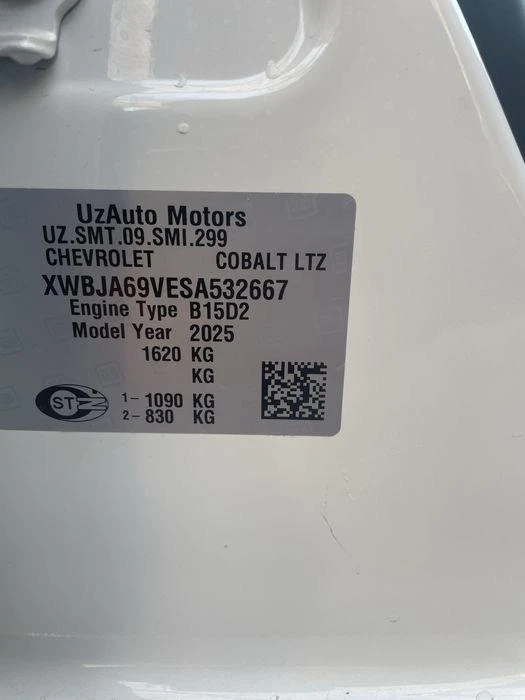 UzAuto Motors
UZ.SMT.09.SMI.299
CHEVROLET COBALT LTZ
XWBJA69VESA532667
Engine Type B15D2
Model Year 2025
1620 KG
KG
ST
1- 1090 KG
2- 830 KG